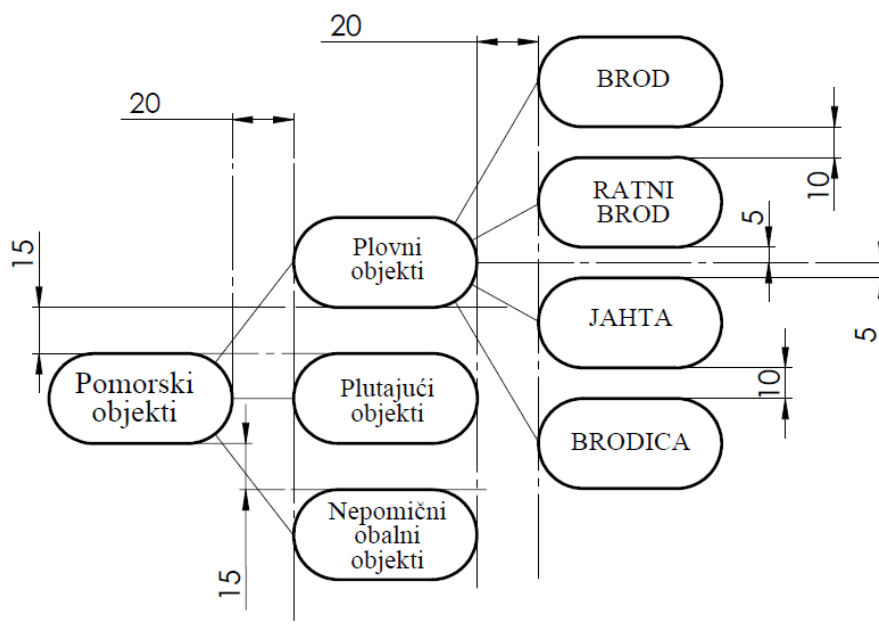 20
BROD
20
10
RATNI
BROD
5
15
Plovni
objekti
JAHTA
5
Pomorski
objekti
Plutajući
objekti
10
BRODICA
Nepomični
obalni
objekti
15